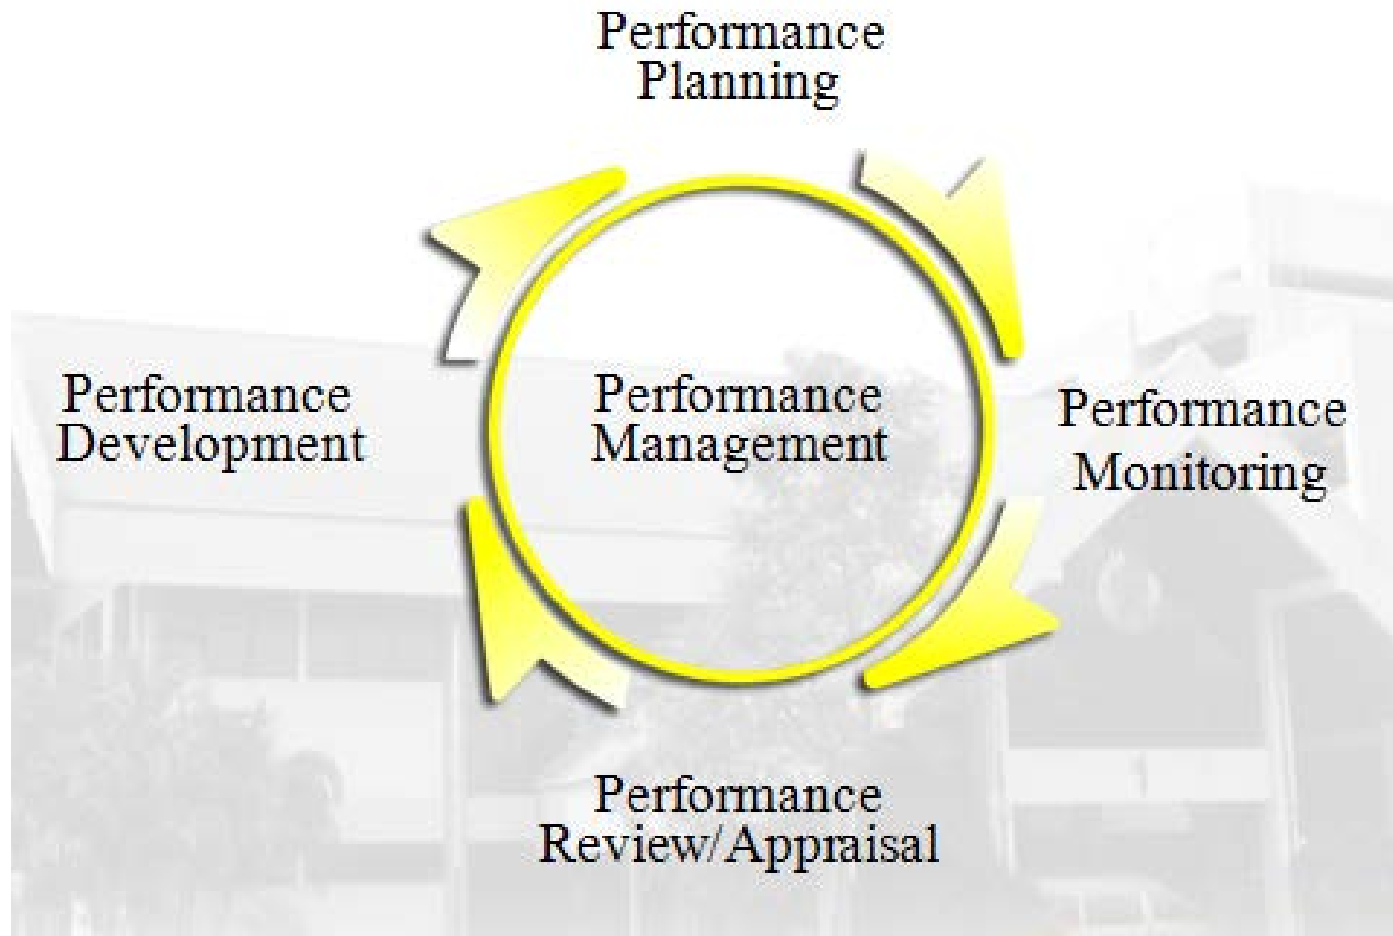 Performance
Planning
Performance
Development
Performance
Management
Performance
Monitoring
Performance
Review/Appraisal